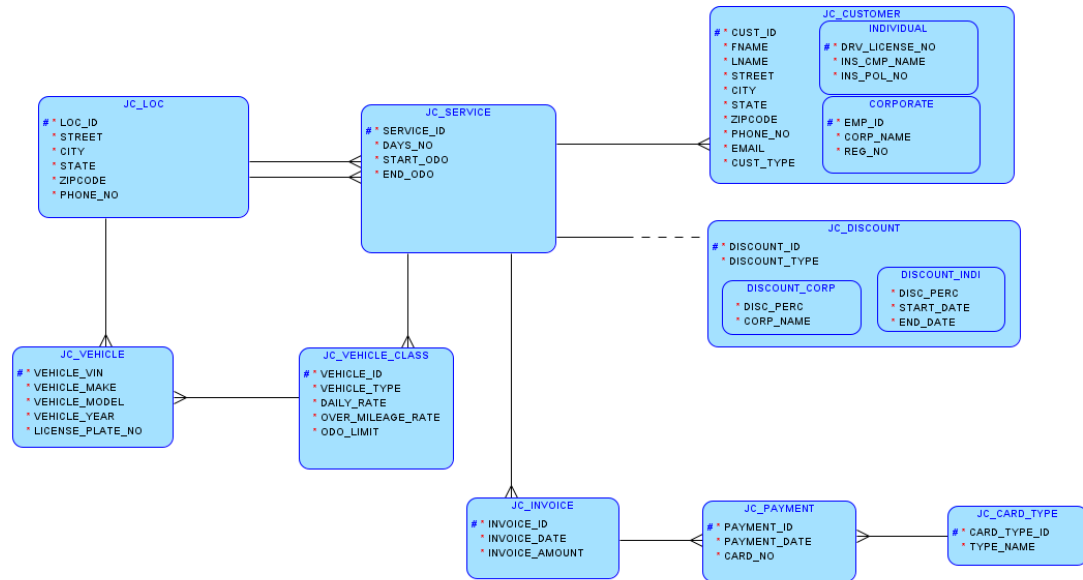 JC_CUSTOMER
#* CUST_ID
* FNAME
* LNAME
* STREET
* CITY
* STATE
* ZIPCODE
* PHONE_NO
* EMAIL
* CUST_TYPE
INDIVIDUAL
#* DRV_LICENSE_NO
* INS_CMP_NAME
* INS_POL_NO
CORPORATE
#* EMP_ID
* CORP_NAME
* REG_NO
JC_LOC
#* LOC_ID
* STREET
* CITY
* STATE
* ZIPCODE
* PHONE_NO
JC_SERVICE
#* SERVICE_ID
* DAYS_NO
* START_ODO
* END_ODO
JC_DISCOUNT
#* DISCOUNT_ID
* DISCOUNT_TYPE
DISCOUNT_CORP
* DISC_PERC
* CORP_NAME
DISCOUNT_INDI
* DISC_PERC
* START_DATE
* END_DATE
JC_VEHICLE
#* VEHICLE_VIN
* VEHICLE_MAKE
* VEHICLE_MODEL
* VEHICLE_YEAR
* LICENSE_PLATE_NO
JC_VEHICLE_CLASS
#* VEHICLE_ID
* VEHICLE_TYPE
* DAILY_RATE
* OVER_MILEAGE_RATE
* ODO_LIMIT
JC_INVOICE
#* INVOICE_ID
* INVOICE_DATE
* INVOICE_AMOUNT
JC_PAYMENT
#* PAYMENT_ID
* PAYMENT_DATE
* CARD_NO
JC_CARD_TYPE
#* CARD_TYPE_ID
* TYPE_NAME